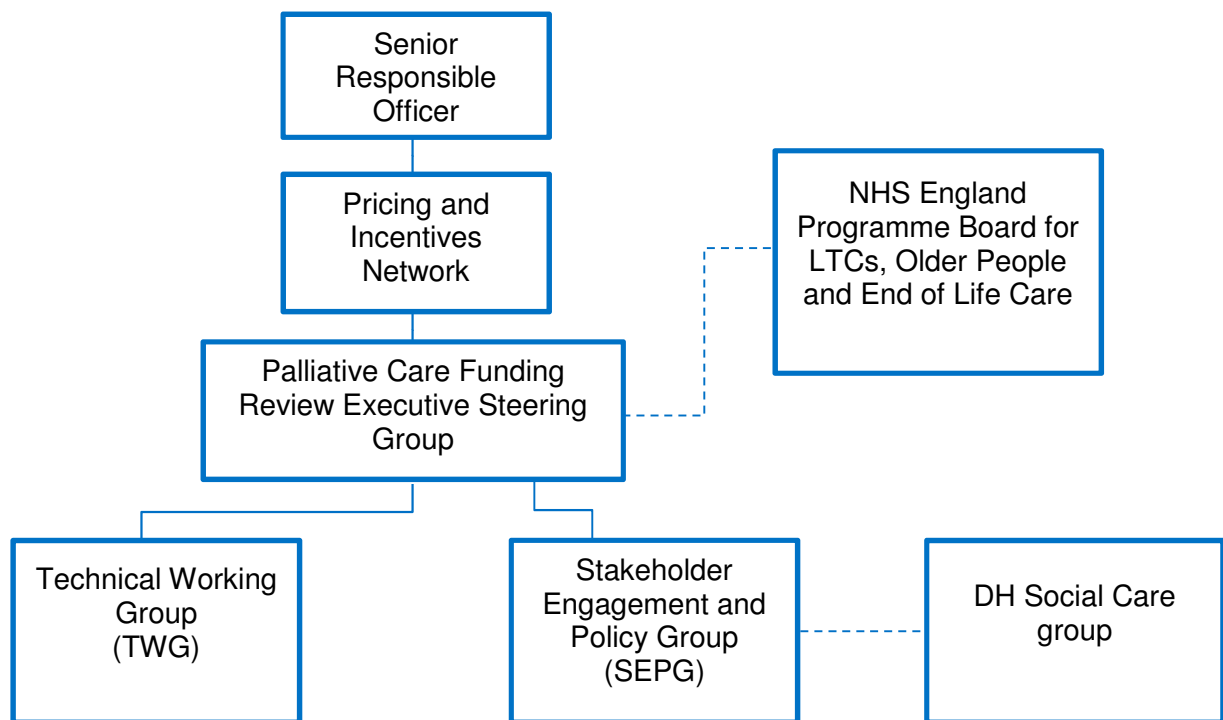 Senior
Responsible
Officer
Pricing and
Incentives
Network
NHS England
Programme Board for
LTCs, Older People
and End of Life Care
Palliative Care Funding
Review Executive Steering
Group
Technical Working
Group
(TWG)
Stakeholder
Engagement and
Policy Group
(SEPG)
DH Social Care
group